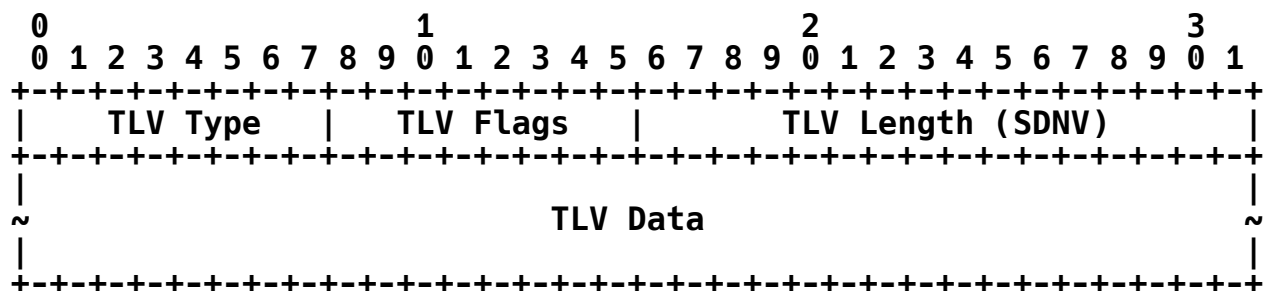 0                   1                   2                   3
 0 1 2 3 4 5 6 7 8 9 0 1 2 3 4 5 6 7 8 9 0 1 2 3 4 5 6 7 8 9 0 1
+-+-+-+-+-+-+-+-+-+-+-+-+-+-+-+-+-+-+-+-+-+-+-+-+-+-+-+-+-+-+-+-+
|    TLV Type   |   TLV Flags   |       TLV Length (SDNV)       |
+-+-+-+-+-+-+-+-+-+-+-+-+-+-+-+-+-+-+-+-+-+-+-+-+-+-+-+-+-+-+-+-+
|                                                               |
~                           TLV Data                            ~
|                                                               |
+-+-+-+-+-+-+-+-+-+-+-+-+-+-+-+-+-+-+-+-+-+-+-+-+-+-+-+-+-+-+-+-+